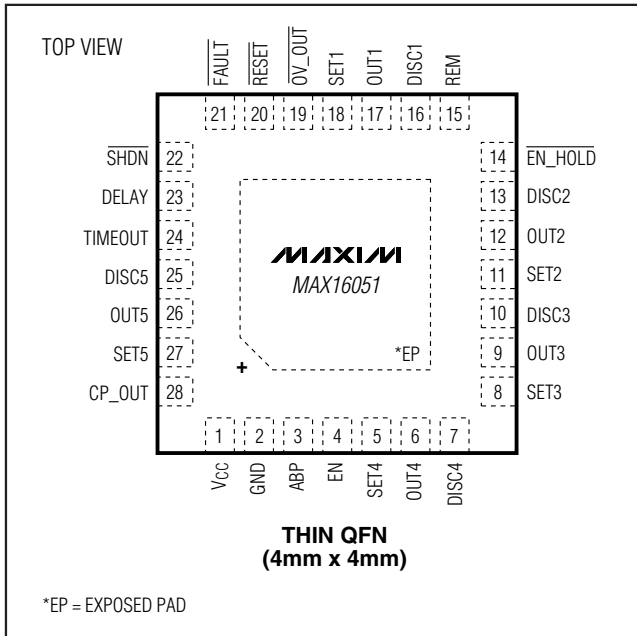 TOP VIEW
FAULT
RESET
OV_OUT
SET1
OUT1
DISC1
REM
21 20 19 18 17 16 15
SHDN 22
DELAY 23
TIMEOUT 24
DISC5 25
OUT5 26
SET5 27
CP_OUT 28
14 EN_HOLD
13 DISC2
12 OUT2
11 SET2
10 DISC3
9 OUT3
8 SET3
MAXIM
MAX16051
*EP
+
1 2 3 4 5 6 7
VCC
GND
ABP
EN
SET4
OUT4
DISC4
THIN QFN
(4mm x 4mm)
*EP = EXPOSED PAD